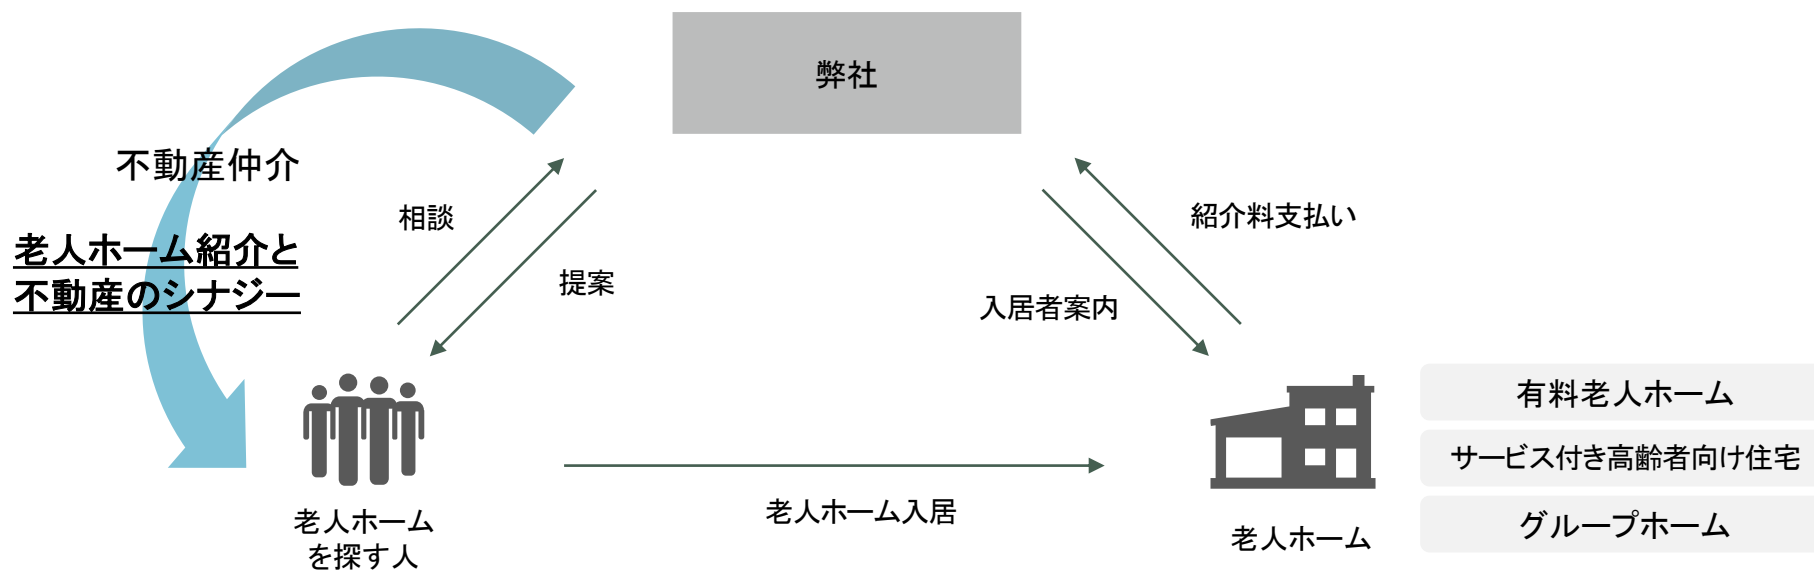 弊社
不動産仲介
老人ホーム紹介と
不動産のシナジー
相談
提案
紹介料支払い
入居者案内
老人ホーム
を探す人
老人ホーム入居
老人ホーム
有料老人ホーム
サービス付き高齢者向け住宅
グループホーム